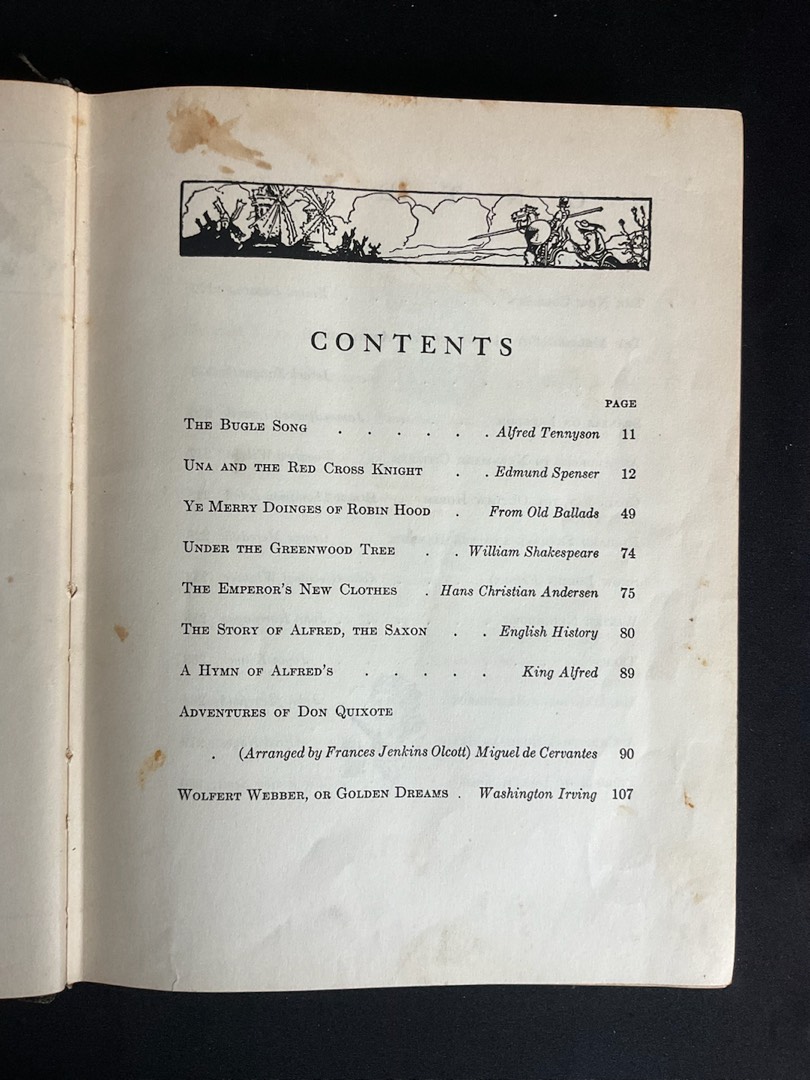 CONTENTS
PAGE
THE BUGLE SONG . . . . . . Alfred Tennyson 11
UNA AND THE RED CROSS KNIGHT . . Edmund Spenser 12
YE MERRY DOINGES OF ROBIN HOOD . From Old Ballads 49
UNDER THE GREENWOOD TREE . . William Shakespeare 74
THE EMPEROR'S NEW CLOTHES . Hans Christian Andersen 75
THE STORY OF ALFRED, THE SAXON . . English History 80
A HYMN OF ALFRED'S . . . . . King Alfred 89
ADVENTURES OF DON QUIXOTE
. (Arranged by Frances Jenkins Olcott) Miguel de Cervantes 90
WOLFERT WEBBER, OR GOLDEN DREAMS . Washington Irving 107